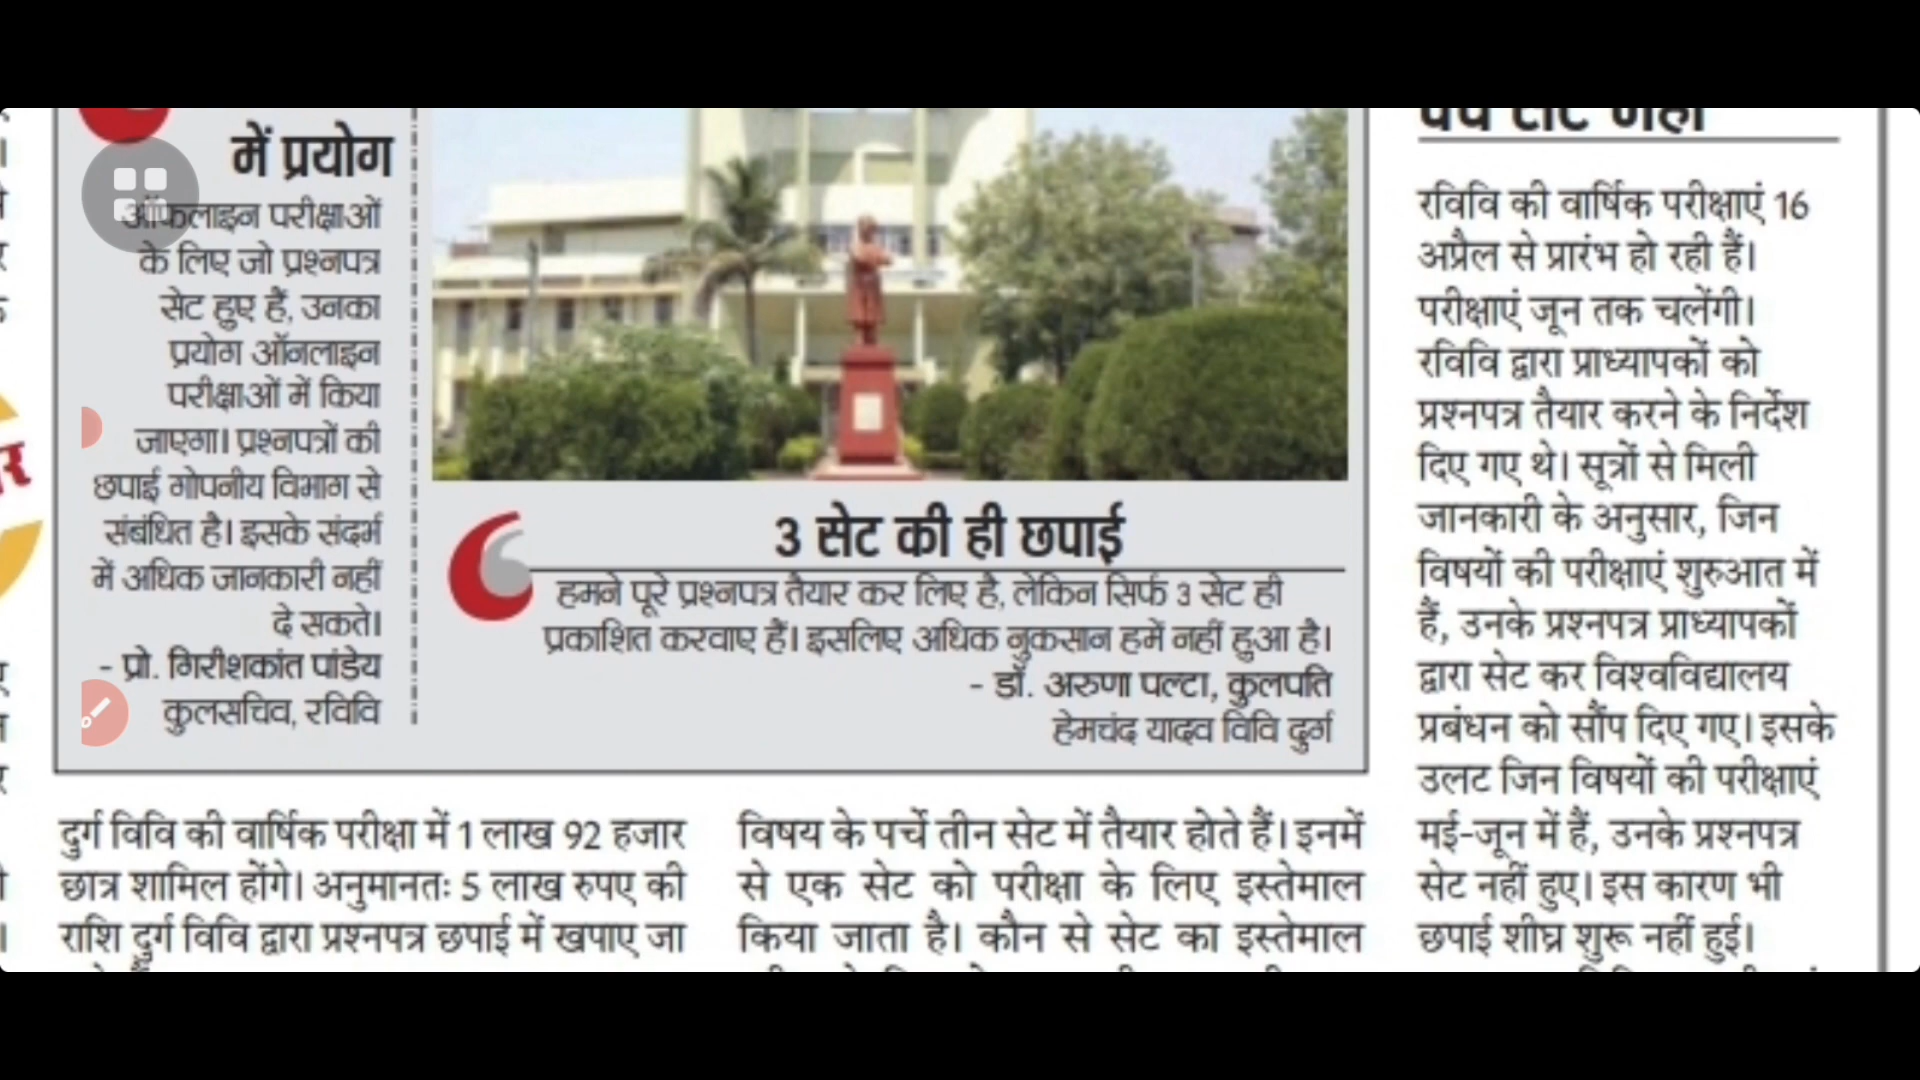 में प्रयोग
ऑफलाइन परीक्षाओं
के लिए जो प्रश्नपत्र
सेट हुए हैं, उनका
प्रयोग ऑनलाइन
परीक्षाओं में किया
जाएगा। प्रश्नपत्रों की
छपाई गोपनीय विभाग से
संबंधित है। इसके संदर्भ
में अधिक जानकारी नहीं
दे सकते।
- प्रो. गिरीशकांत पांडेय
कुलसचिव, रविवि
3 सेट की ही छपाई
हमने पूरे प्रश्नपत्र तैयार कर लिए है, लेकिन सिर्फ 3 सेट ही
प्रकाशित करवाए हैं। इसलिए अधिक नुकसान हमें नहीं हुआ है।
- डॉ. अरुणा पल्टा, कुलपति
हेमचंद यादव विवि दुर्ग
दुर्ग विवि की वार्षिक परीक्षा में 1 लाख 92 हजार
छात्र शामिल होंगे। अनुमानतः 5 लाख रुपए की
राशि दुर्ग विवि द्वारा प्रश्नपत्र छपाई में खपाए जा
विषय के पर्चे तीन सेट में तैयार होते हैं। इनमें
से एक सेट को परीक्षा के लिए इस्तेमाल
किया जाता है। कौन से सेट का इस्तेमाल
रविवि की वार्षिक परीक्षाएं 16
अप्रैल से प्रारंभ हो रही हैं।
परीक्षाएं जून तक चलेंगी।
रविवि द्वारा प्राध्यापकों को
प्रश्नपत्र तैयार करने के निर्देश
दिए गए थे। सूत्रों से मिली
जानकारी के अनुसार, जिन
विषयों की परीक्षाएं शुरुआत में
हैं, उनके प्रश्नपत्र प्राध्यापकों
द्वारा सेट कर विश्वविद्यालय
प्रबंधन को सौंप दिए गए। इसके
उलट जिन विषयों की परीक्षाएं
मई-जून में हैं, उनके प्रश्नपत्र
सेट नहीं हुए। इस कारण भी
छपाई शीघ्र शुरू नहीं हुई।